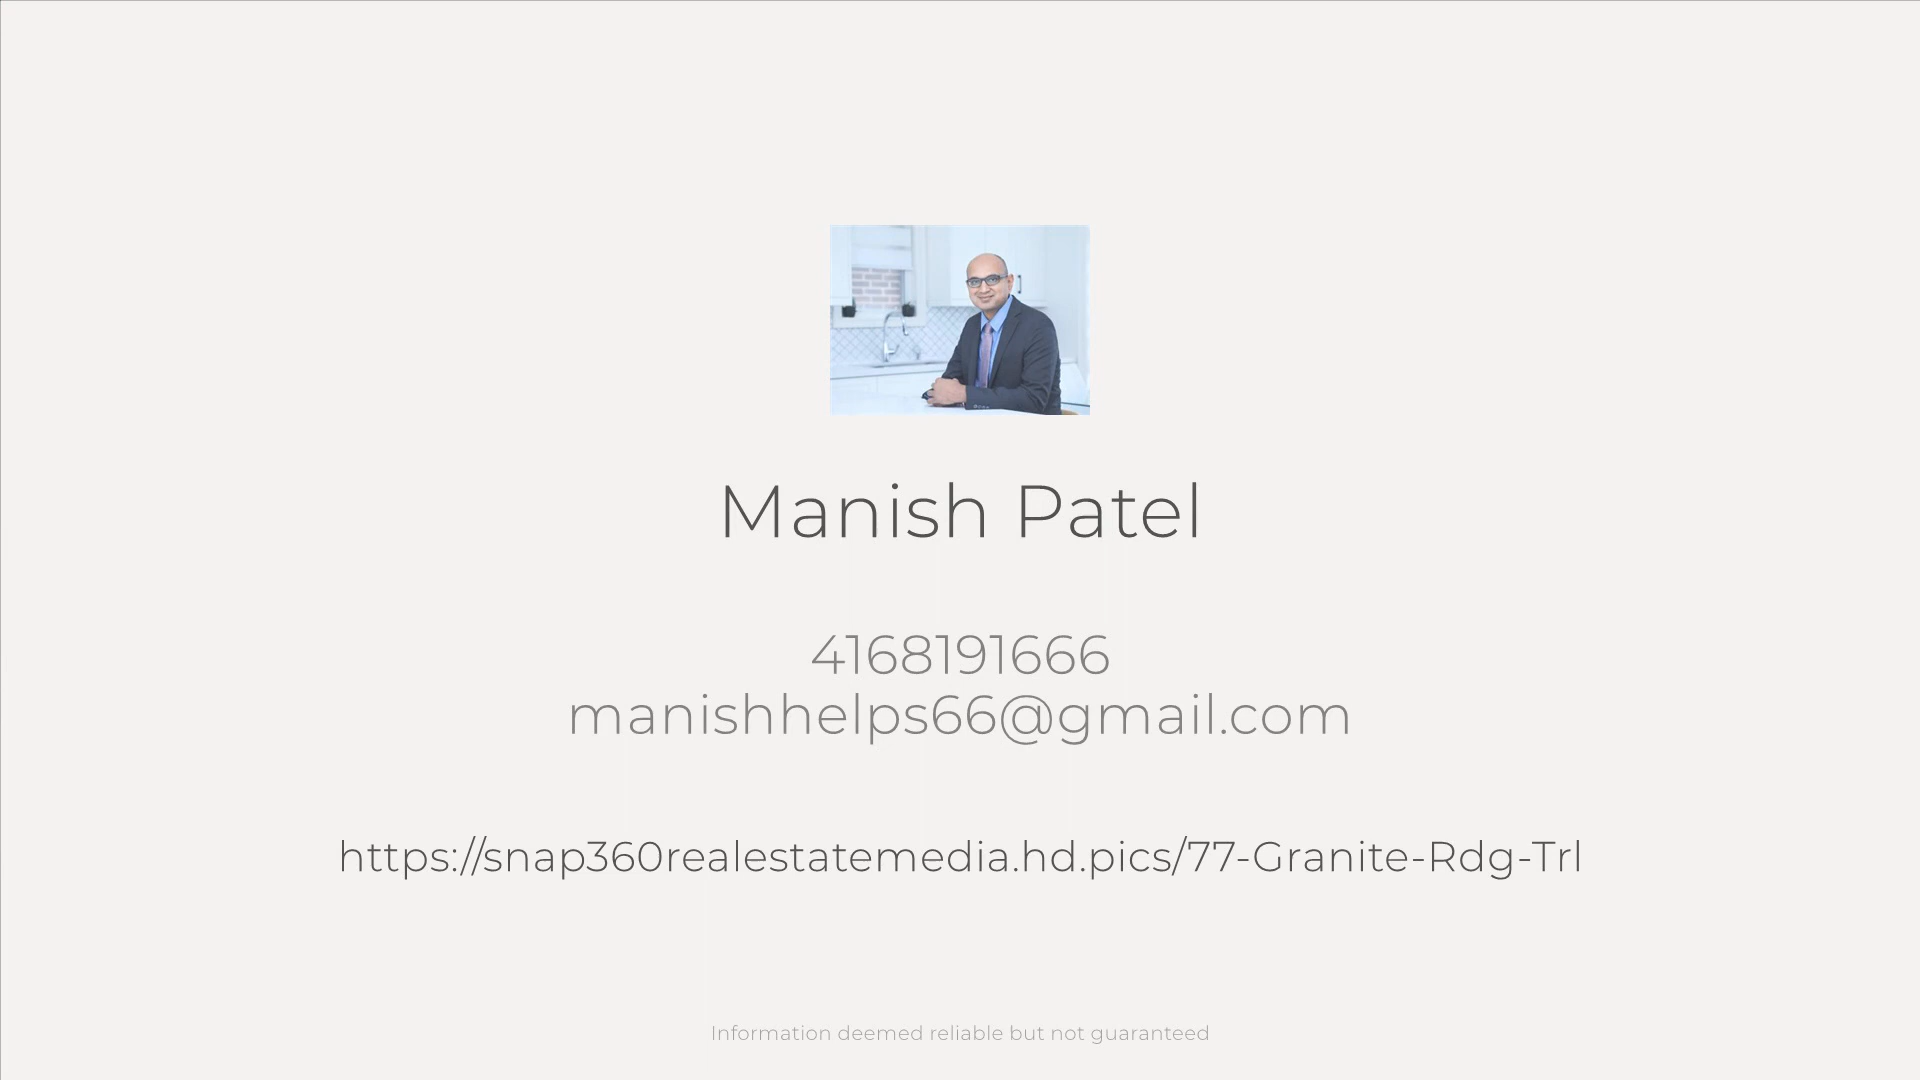 Manish Patel
4168191666
manishhelps66@gmail.com
https://snap360realestatemedia.hd.pics/77-Granite-Rdg-Trl
Information deemed reliable but not guaranteed